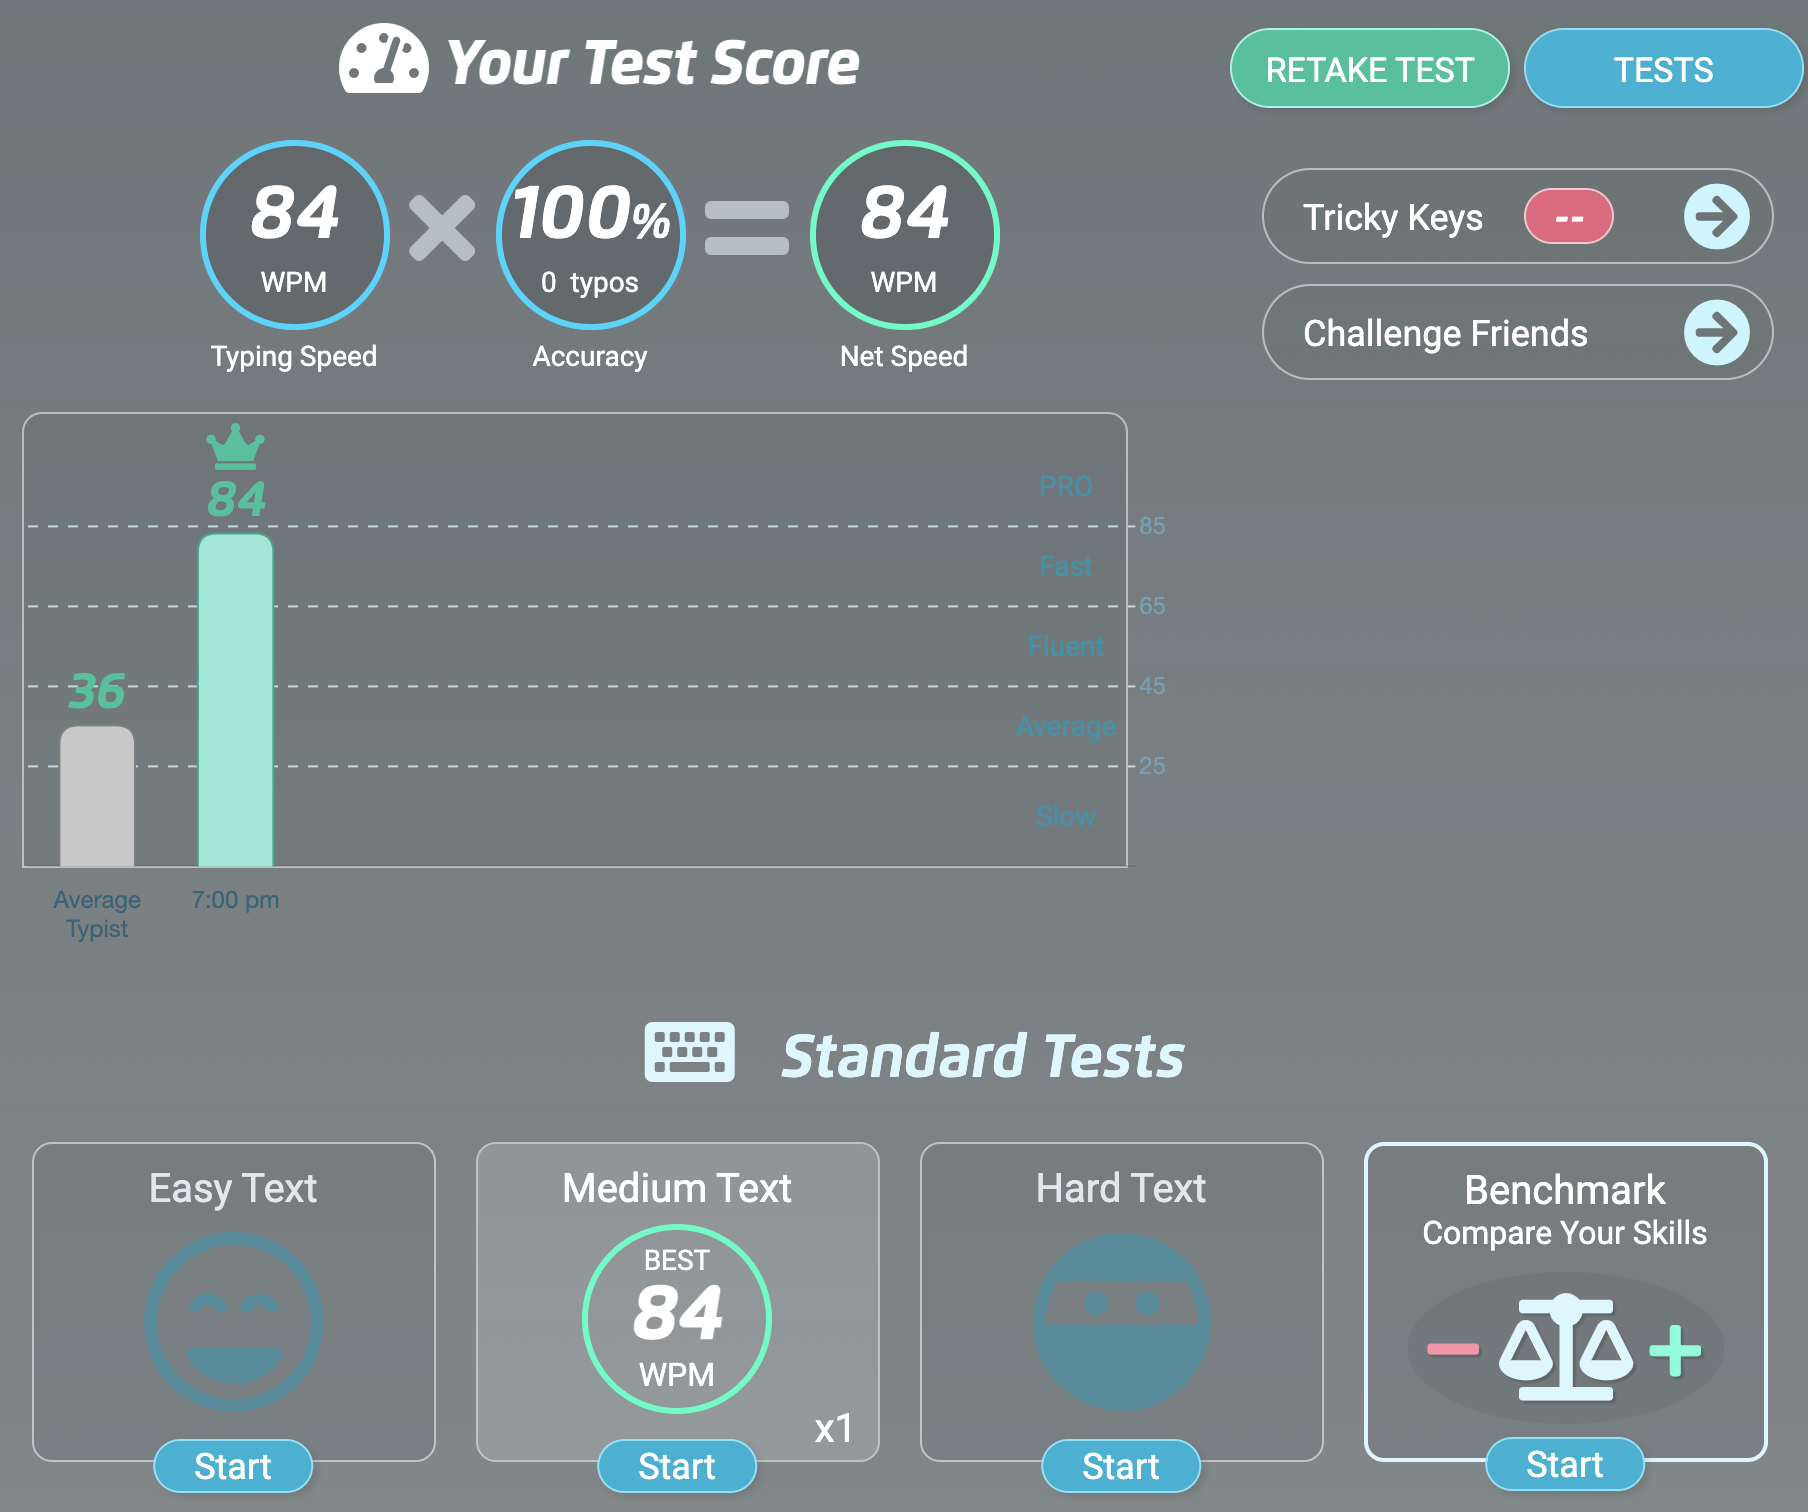 Your Test Score
RETAKE TEST
TESTS
84
WPM
Typing Speed
100%
0 typos
Accuracy
84
WPM
Net Speed
Tricky Keys
--
Challenge Friends
PRO
85
Fast
65
Fluent
45
Average
25
Slow
84
36
Average
Typist
7:00 pm
Standard Tests
Easy Text
Start
Medium Text
BEST
84
WPM
x1
Start
Hard Text
Start
Benchmark
Compare Your Skills
Start